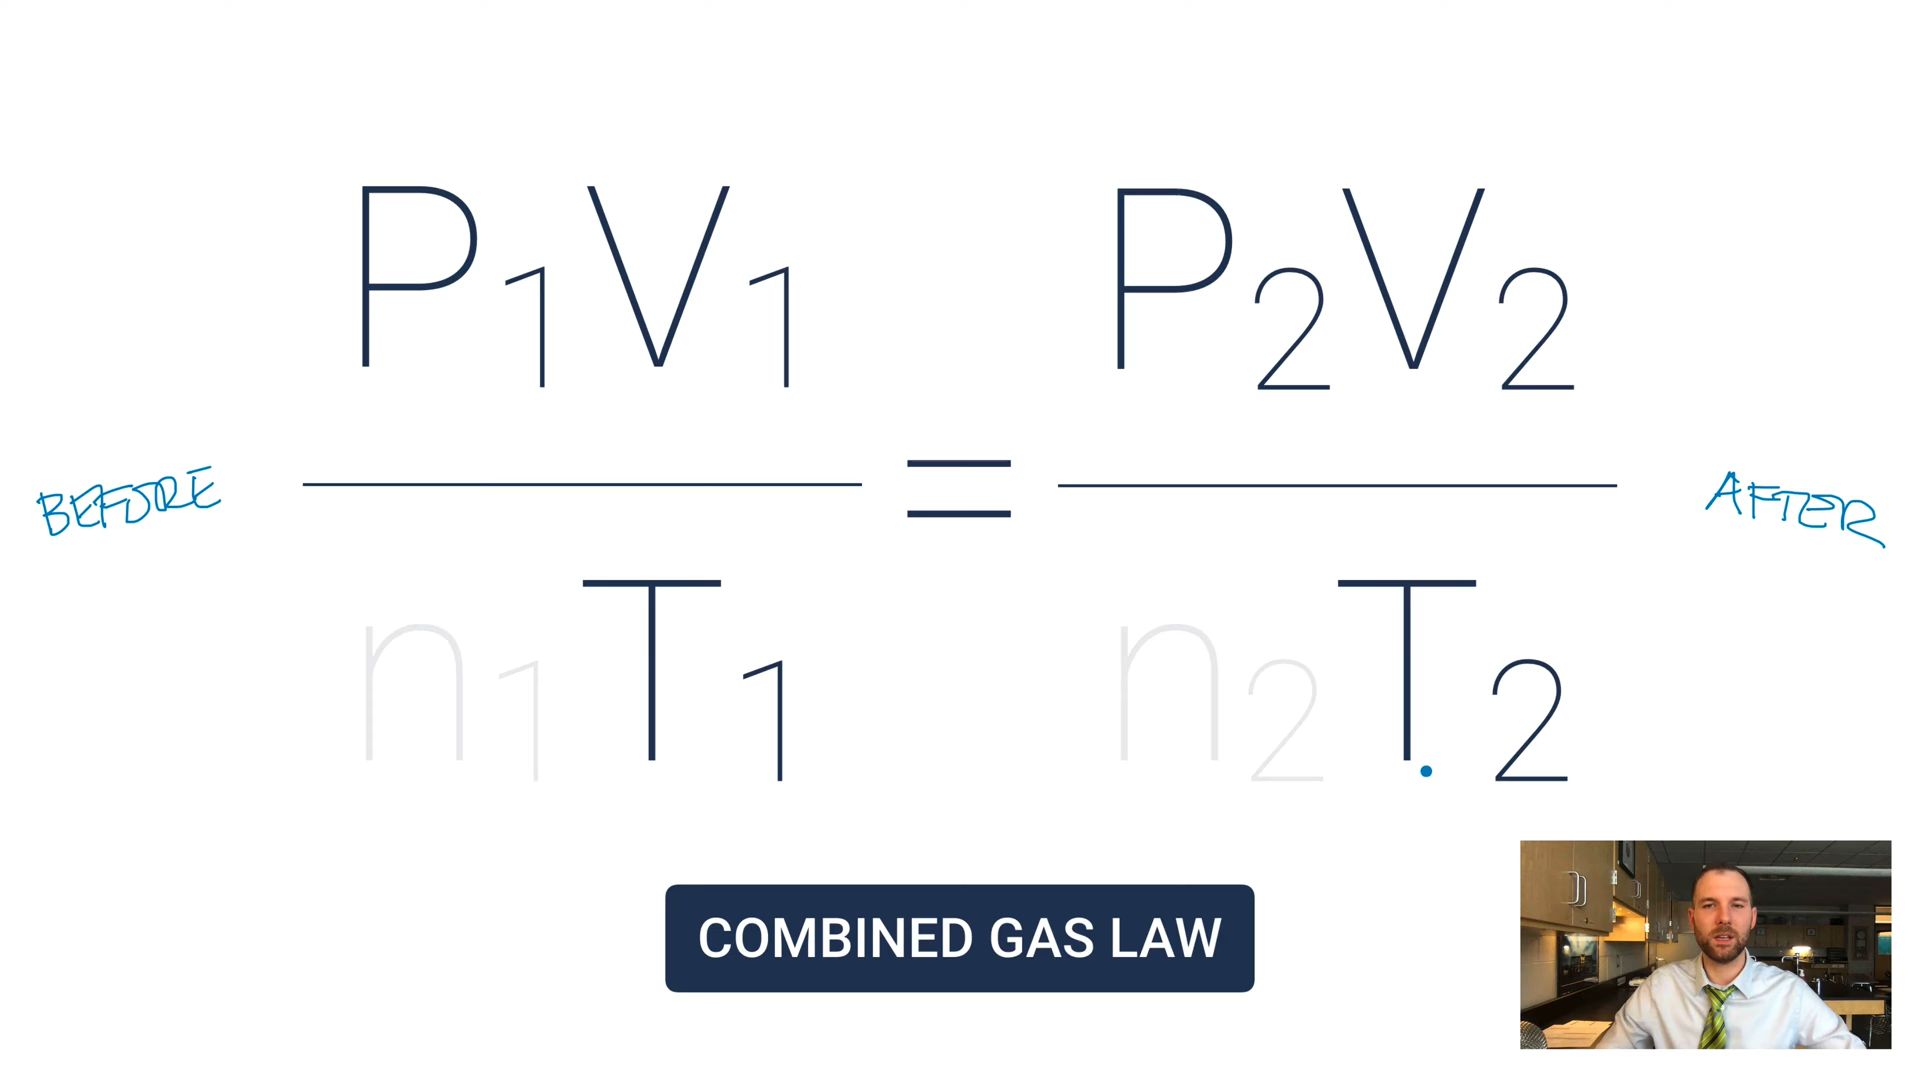 P₁V₁ P₂V₂
BEFORE = AFTER
n₁T₁ n₂T₂
COMBINED GAS LAW